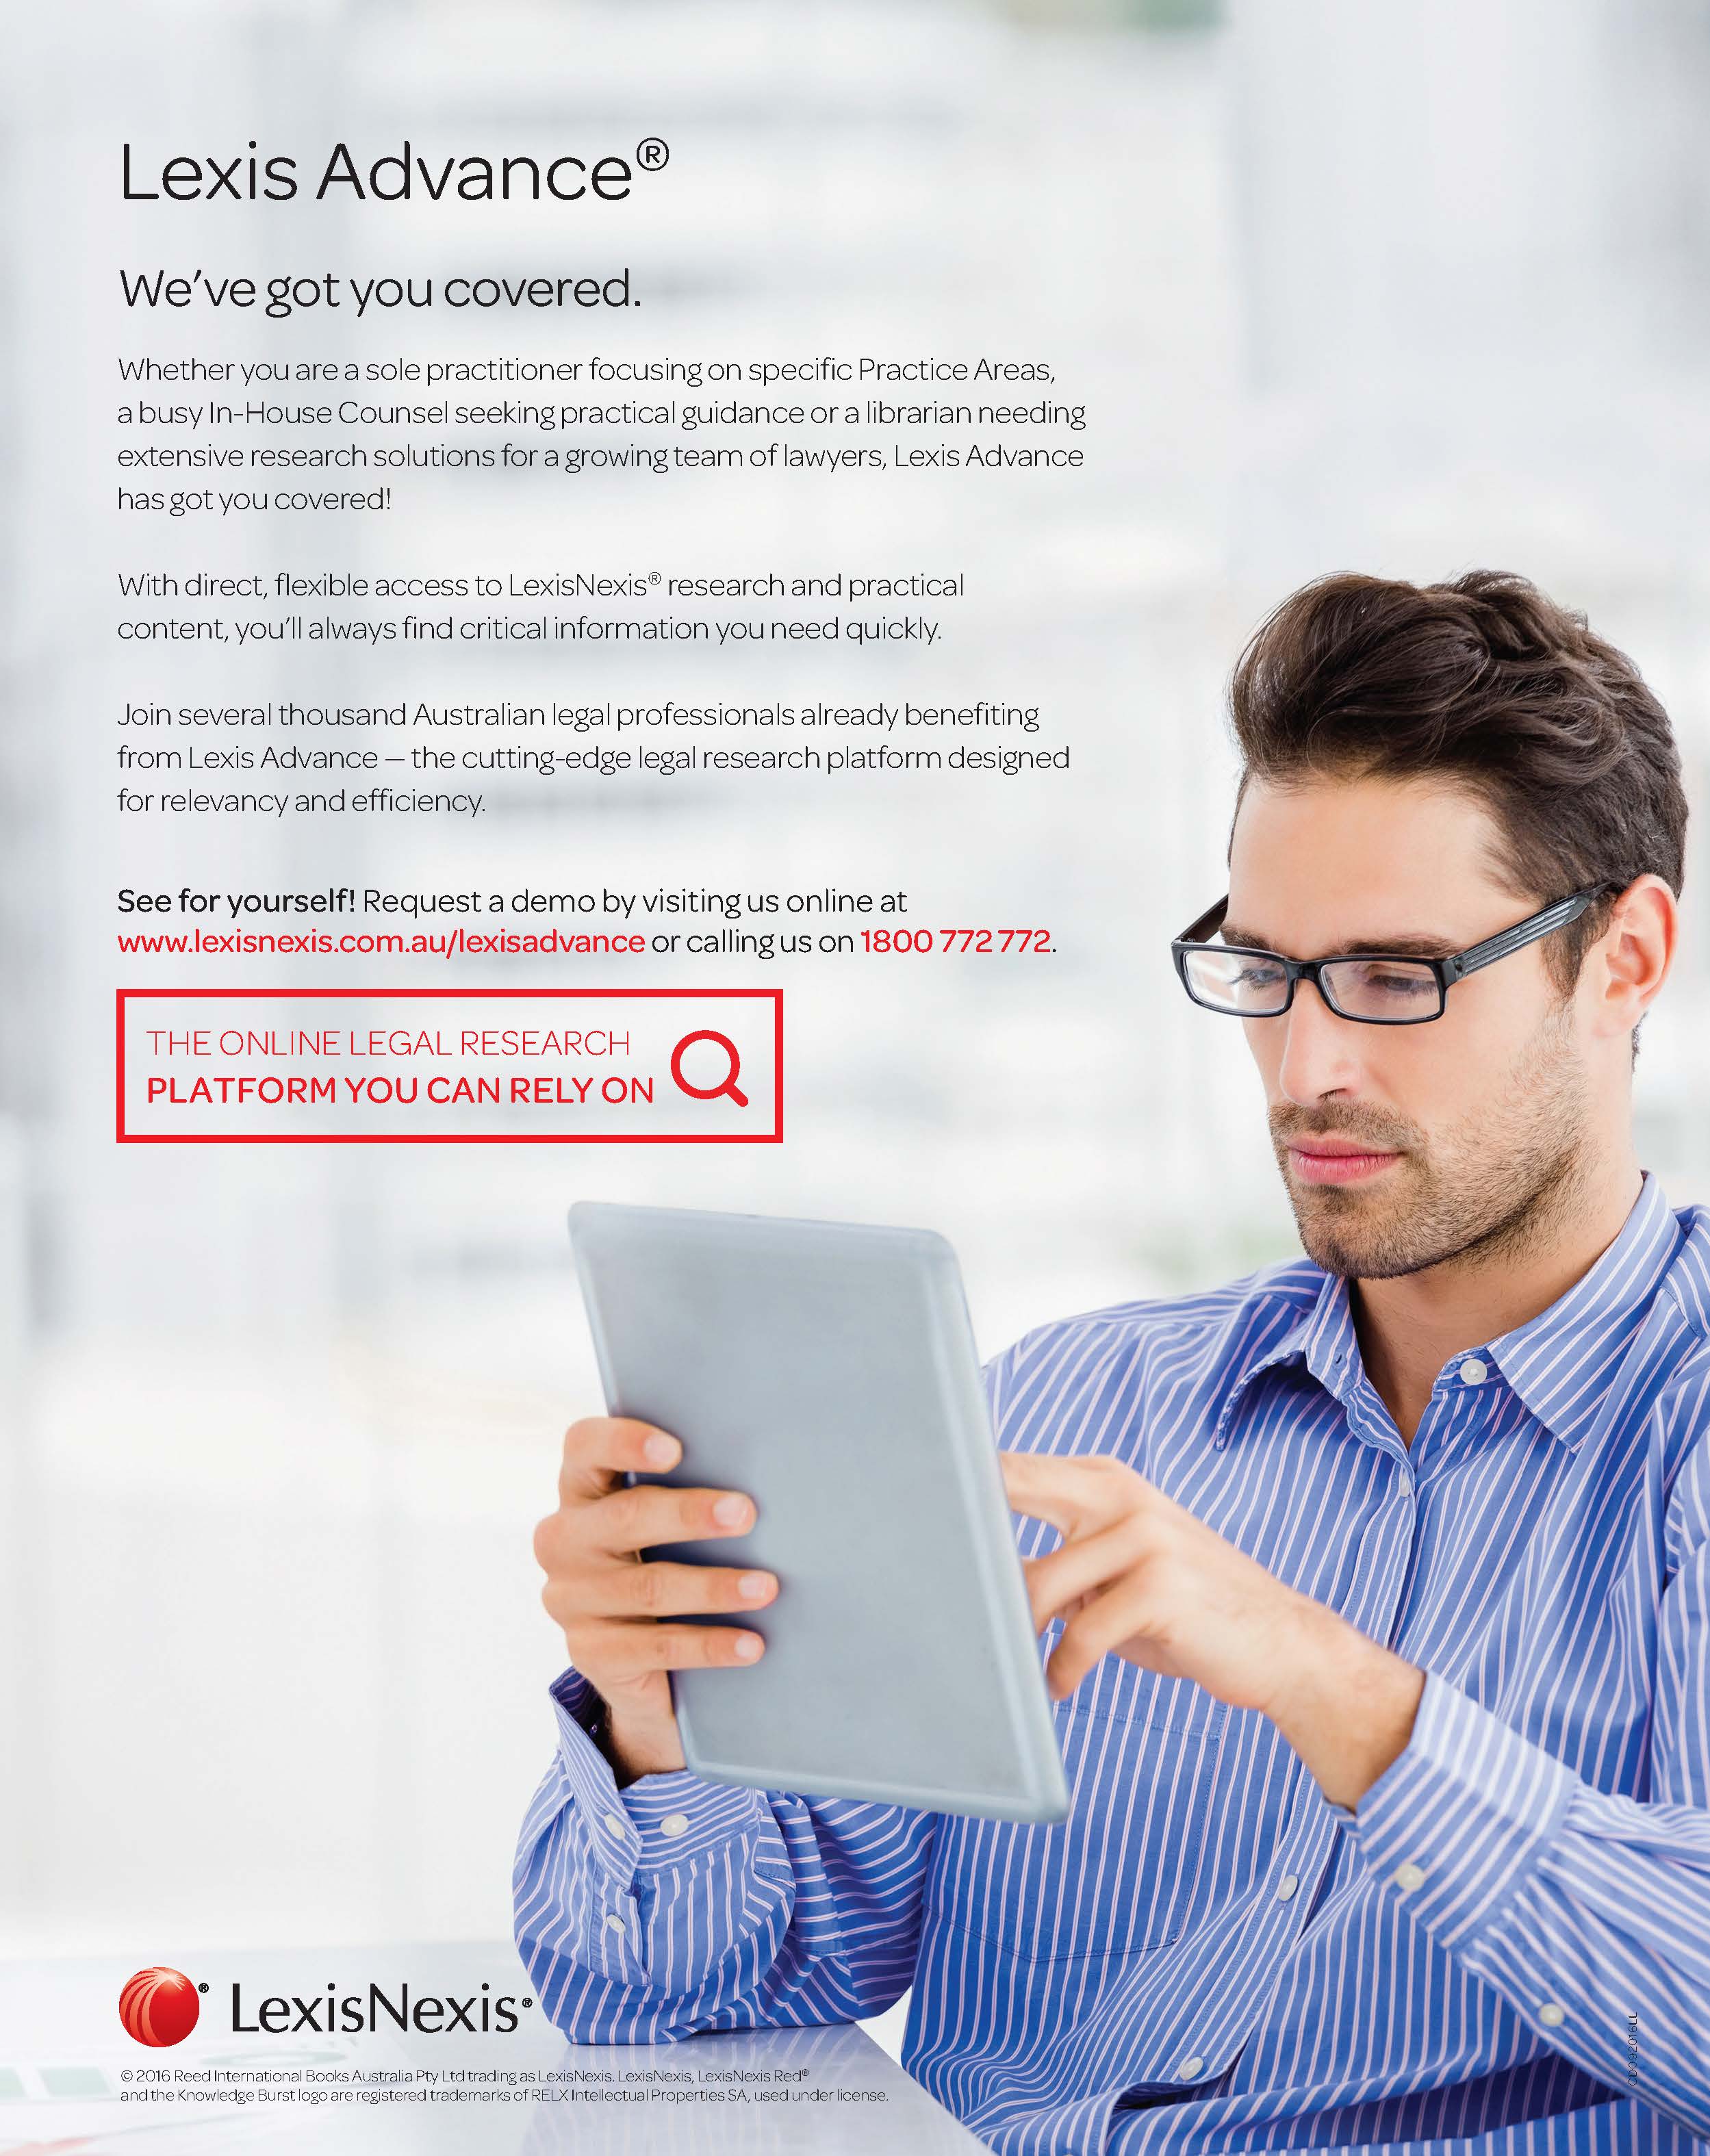 Lexis Advance®
We've got you covered.
Whether you are a sole practitioner focusing on specific Practice Areas,
a busy In-House Counsel seeking practical guidance or a librarian needing
extensive research solutions for a growing team of lawyers, Lexis Advance
has got you covered!
With direct, flexible access to LexisNexis® research and practical
content, you'll always find critical information you need quickly.
Join several thousand Australian legal professionals already benefiting
from Lexis Advance — the cutting-edge legal research platform designed
for relevancy and efficiency.
See for yourself! Request a demo by visiting us online at
www.lexisnexis.com.au/lexisadvance or calling us on 1800 772 772.
THE ONLINE LEGAL RESEARCH
PLATFORM YOU CAN RELY ON
® LexisNexis®
© 2016 Reed International Books Australia Pty Ltd trading as LexisNexis. LexisNexis, LexisNexis Red®
and the Knowledge Burst logo are registered trademarks of RELX Intellectual Properties SA, used under license.